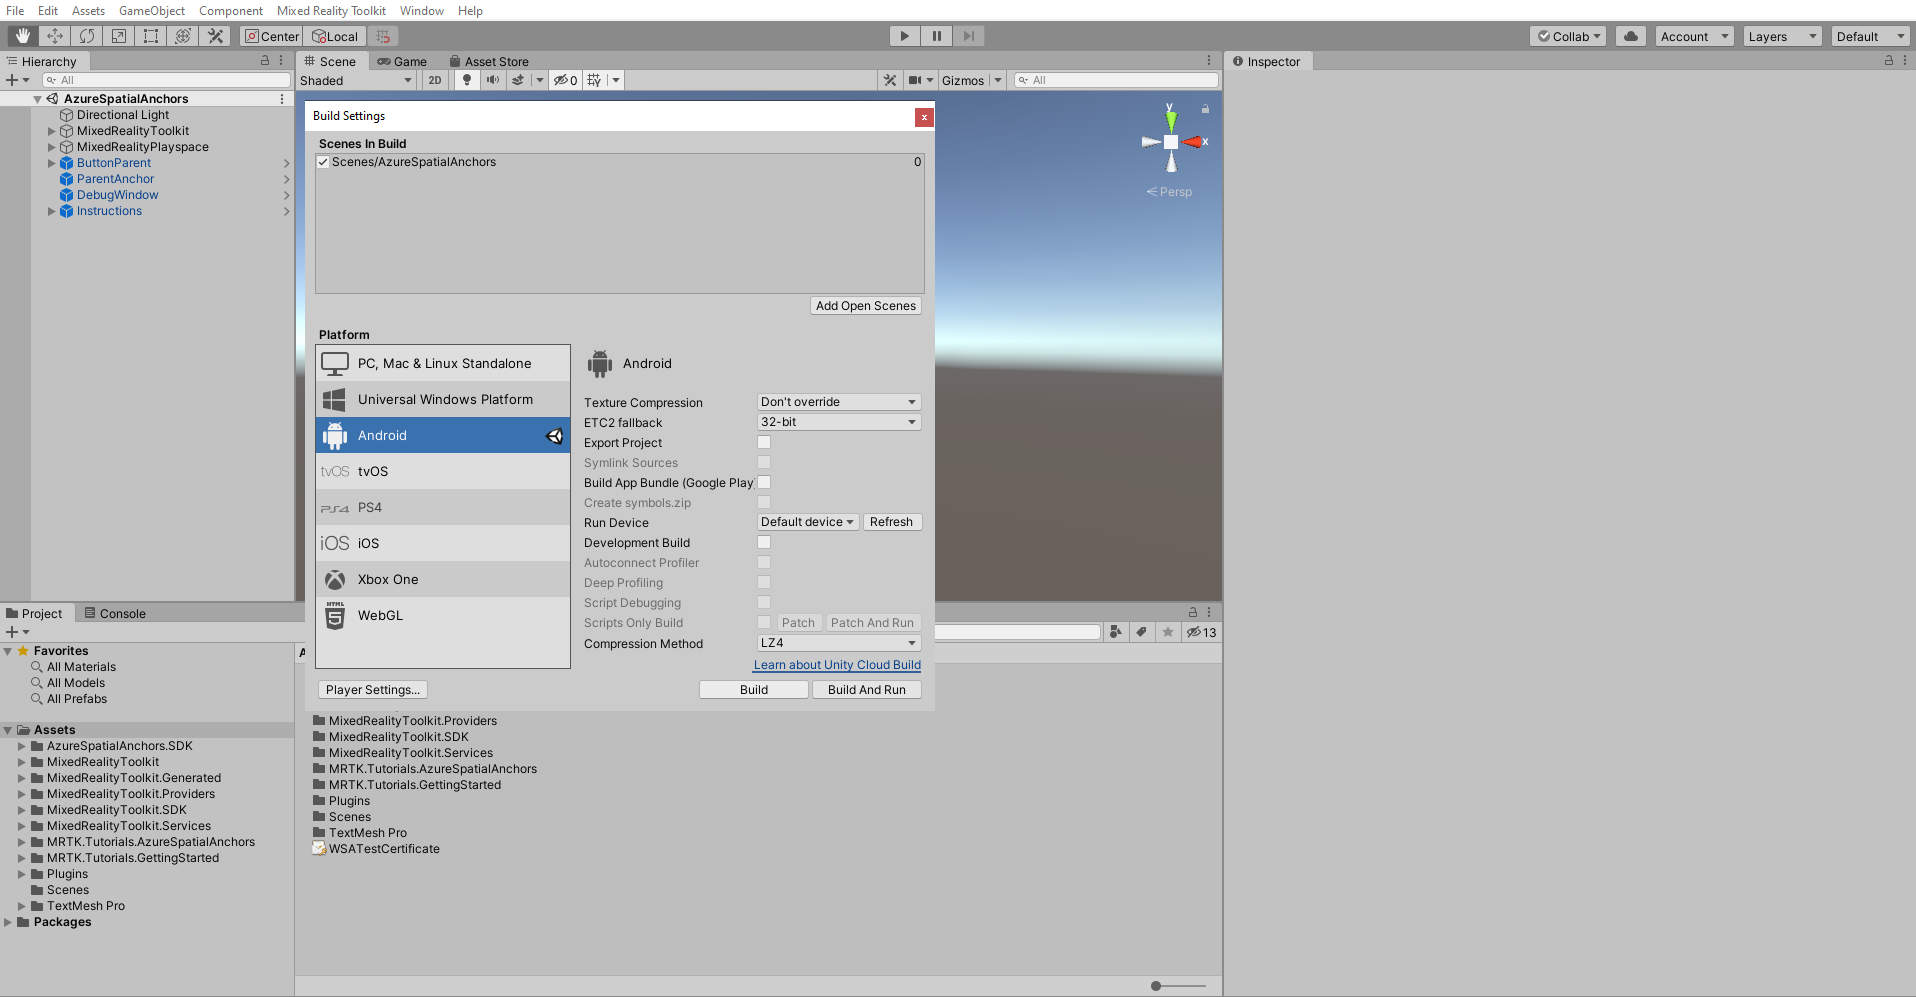 File Edit Assets GameObject Component Mixed Reality Toolkit Window Help
Center Local Collab Account Layers Default
Hierarchy
All
AzureSpatialAnchors
Directional Light
MixedRealityToolkit
MixedRealityPlayspace
ButtonParent
ParentAnchor
DebugWindow
Instructions
Scene Game Asset Store
Shaded 2D 0 Gizmos All
y
x
Persp
Inspector
Build Settings
x
Scenes In Build
Scenes/AzureSpatialAnchors 0
Add Open Scenes
Platform
PC, Mac & Linux Standalone
Universal Windows Platform
Android
tvOS tvOS
PS4 PS4
iOS iOS
Xbox One
HTML 5 WebGL
Android
Texture Compression Don't override
ETC2 fallback 32-bit
Export Project
Symlink Sources
Build App Bundle (Google Play
Create symbols.zip
Run Device Default device Refresh
Development Build
Autoconnect Profiler
Deep Profiling
Script Debugging
Scripts Only Build Patch Patch And Run
Compression Method LZ4
Learn about Unity Cloud Build
Player Settings... Build Build And Run
Project Console
13
Favorites
All Materials
All Models
All Prefabs
Assets
AzureSpatialAnchors.SDK
MixedRealityToolkit
MixedRealityToolkit.Generated
MixedRealityToolkit.Providers
MixedRealityToolkit.SDK
MixedRealityToolkit.Services
MRTK.Tutorials.AzureSpatialAnchors
MRTK.Tutorials.GettingStarted
Plugins
Scenes
TextMesh Pro
Packages
MixedRealityToolkit.Providers
MixedRealityToolkit.SDK
MixedRealityToolkit.Services
MRTK.Tutorials.AzureSpatialAnchors
MRTK.Tutorials.GettingStarted
Plugins
Scenes
TextMesh Pro
WSATestCertificate